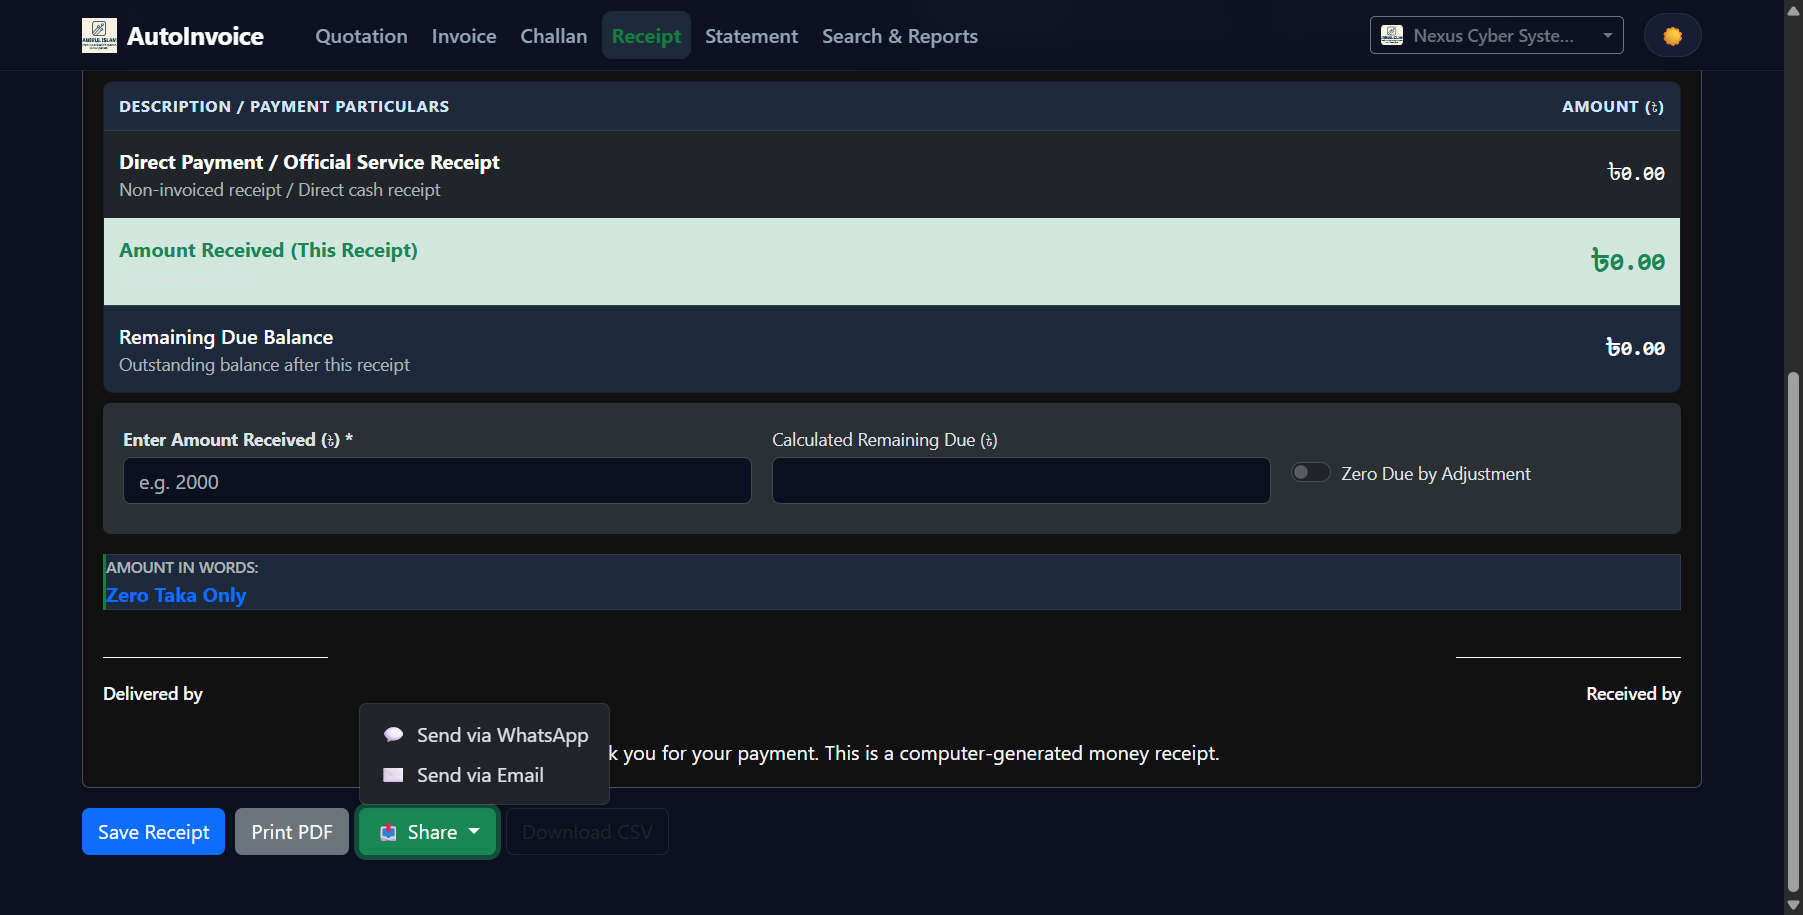 AutoInvoice
Quotation
Invoice
Challan
Receipt
Statement
Search & Reports
Nexus Cyber Syste...
DESCRIPTION / PAYMENT PARTICULARS
AMOUNT (৳)
Direct Payment / Official Service Receipt
৳0.00
Non-invoiced receipt / Direct cash receipt
Amount Received (This Receipt)
৳0.00
Remaining Due Balance
৳0.00
Outstanding balance after this receipt
Enter Amount Received (৳) *
Calculated Remaining Due (৳)
e.g. 2000
Zero Due by Adjustment
AMOUNT IN WORDS:
Zero Taka Only
Delivered by
Received by
Send via WhatsApp
k you for your payment. This is a computer-generated money receipt.
Send via Email
Save Receipt
Print PDF
Share
Download CSV